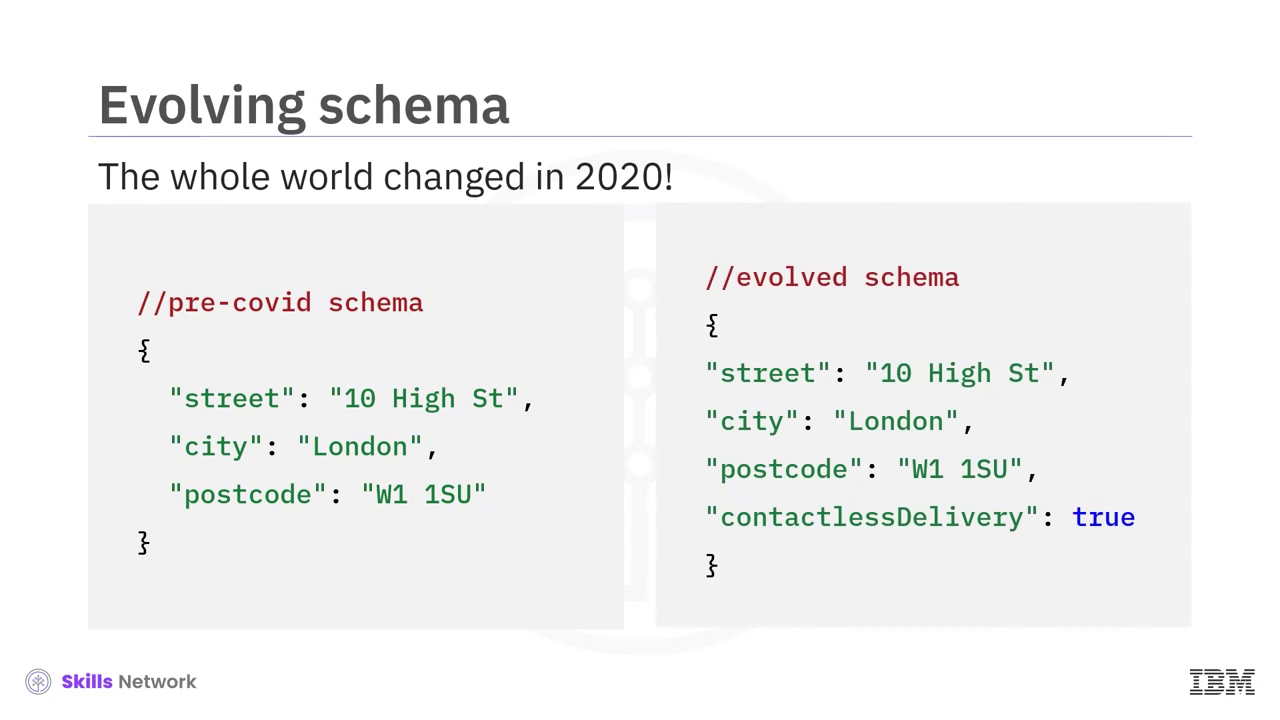 Evolving schema
The whole world changed in 2020!
//pre-covid schema
{
"street": "10 High St",
"city": "London",
"postcode": "W1 1SU"
}
//evolved schema
{
"street": "10 High St",
"city": "London",
"postcode": "W1 1SU",
"contactlessDelivery": true
}
Skills Network
IBM